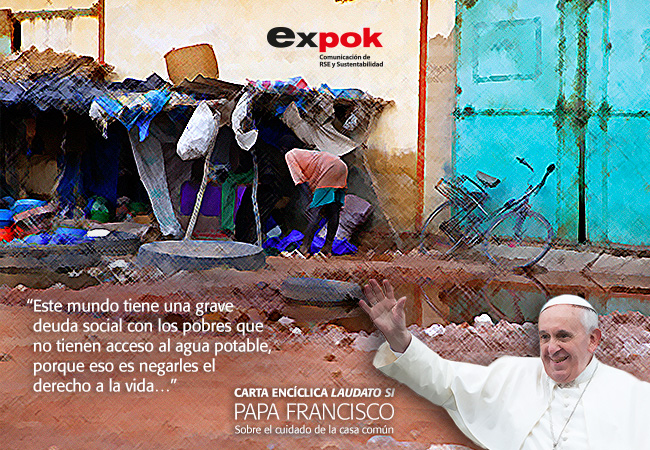 expok
Comunicación de
RSE y Sustentabilidad
“Este mundo tiene una grave
deuda social con los pobres que
no tienen acceso al agua potable,
porque eso es negarles el
derecho a la vida...”
CARTA ENCÍCLICA LAUDATO SI
PAPA FRANCISCO
Sobre el cuidado de la casa común